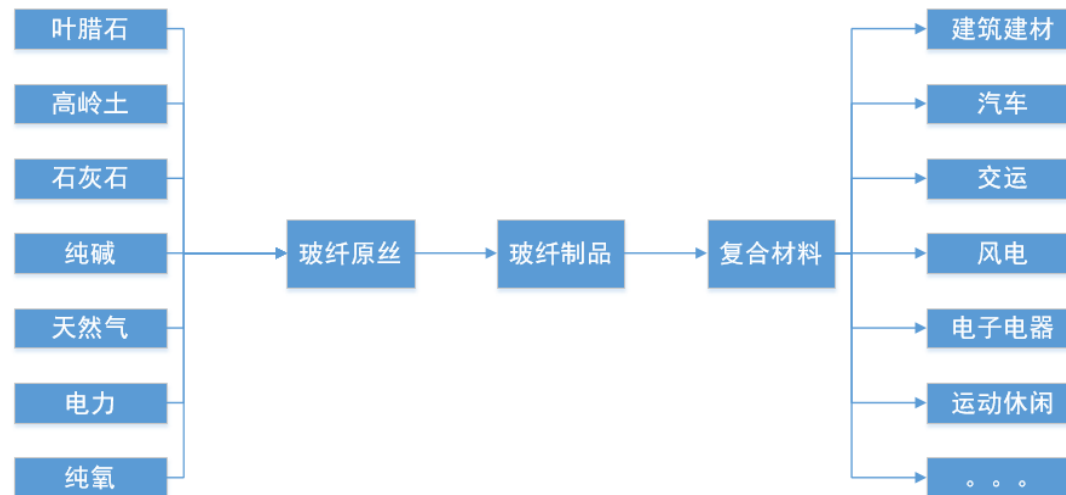 叶腊石
高岭土
石灰石
纯碱
天然气
电力
纯氧
玻纤原丝
玻纤制品
复合材料
建筑建材
汽车
交运
风电
电子电器
运动休闲
。。。